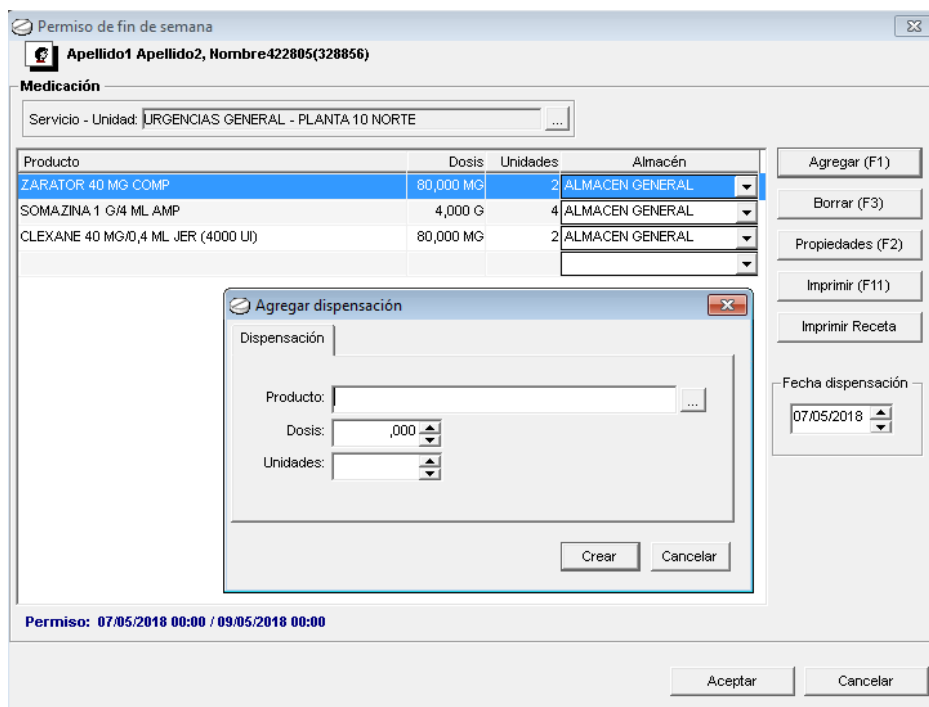 Permiso de fin de semana
Apellido1 Apellido2, Nombre422805(328856)
Medicación
Servicio - Unidad: URGENCIAS GENERAL - PLANTA 10 NORTE ...
Producto Dosis Unidades Almacén
ZARATOR 40 MG COMP 80,000 MG 2 ALMACEN GENERAL
SOMAZINA 1 G/4 ML AMP 4,000 G 4 ALMACEN GENERAL
CLEXANE 40 MG/0,4 ML JER (4000 UI) 80,000 MG 2 ALMACEN GENERAL
Agregar (F1)
Borrar (F3)
Propiedades (F2)
Imprimir (F11)
Imprimir Receta
Fecha dispensación
07/05/2018
Agregar dispensación
Dispensación
Producto: ...
Dosis: ,000
Unidades:
Crear Cancelar
Permiso: 07/05/2018 00:00 / 09/05/2018 00:00
Aceptar Cancelar